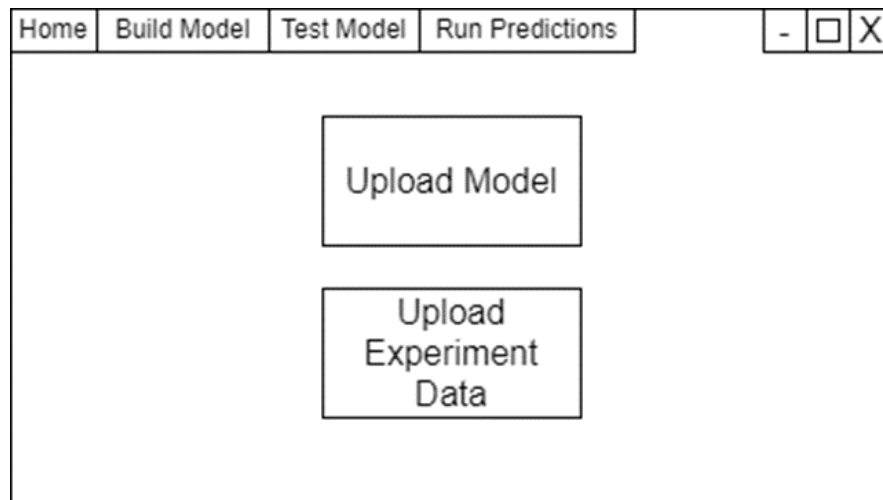 Home Build Model Test Model Run Predictions - □ X
Upload Model
Upload
Experiment
Data